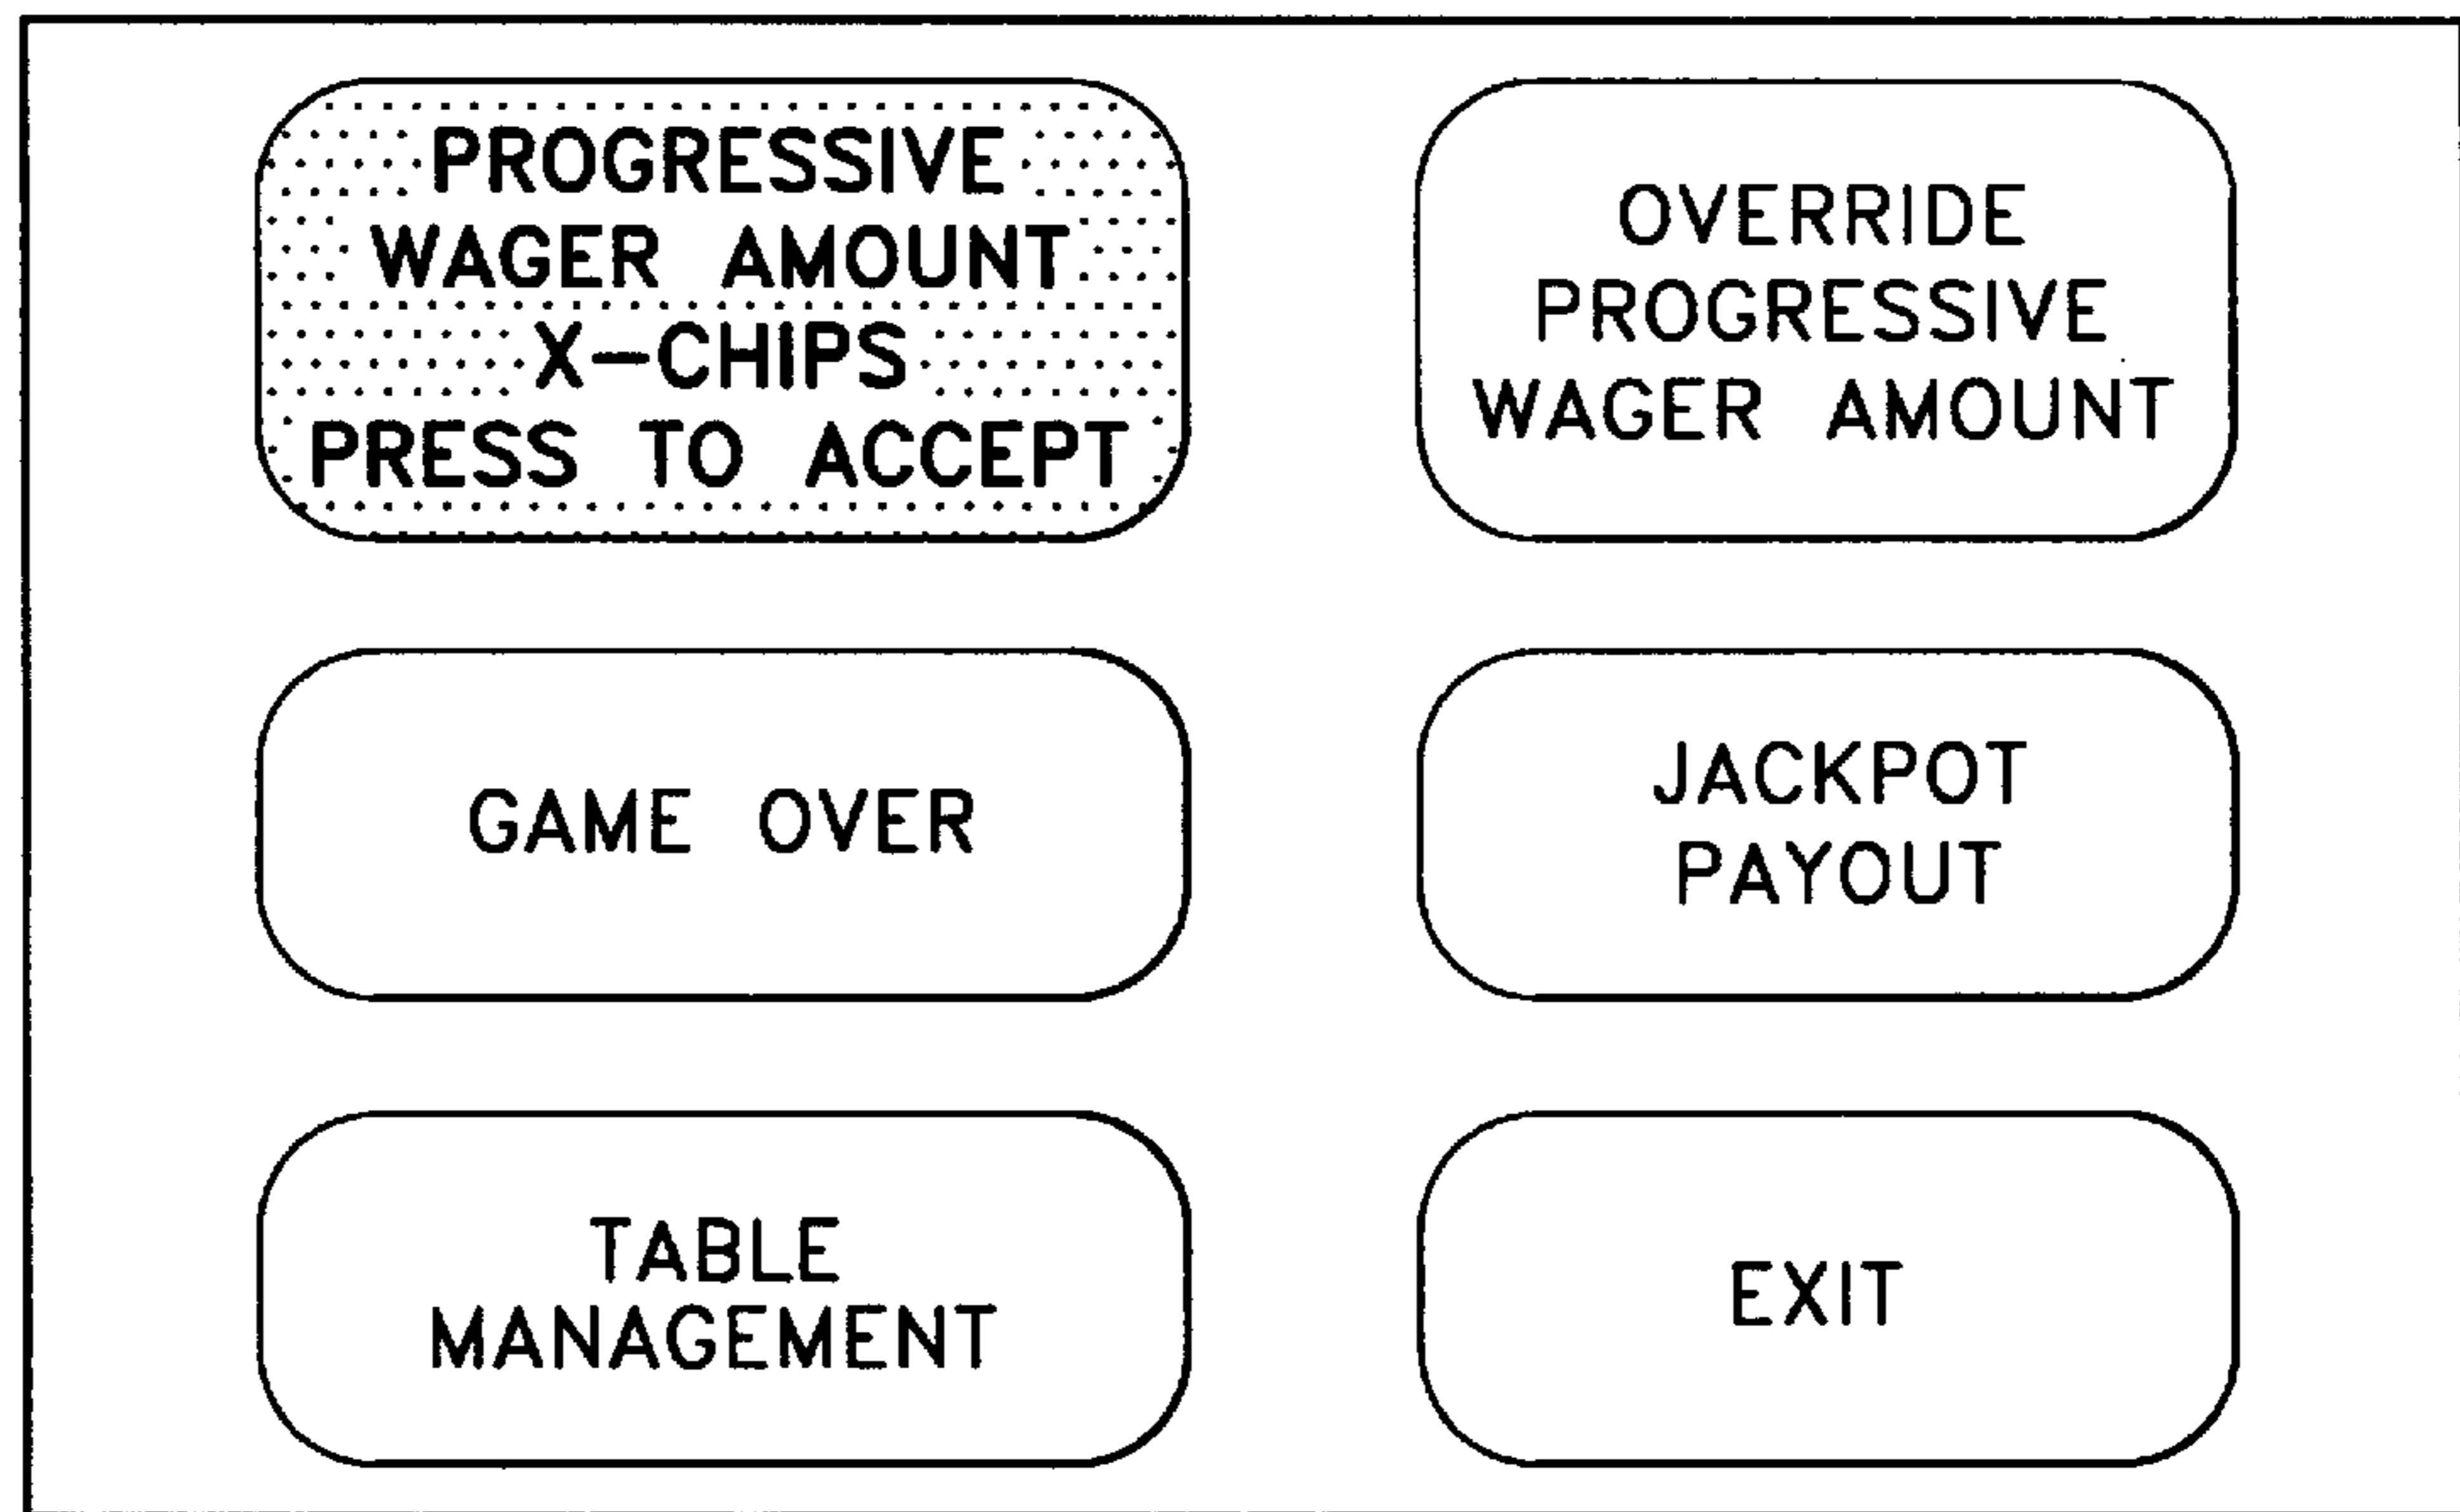 PROGRESSIVE
WAGER AMOUNT
X-CHIPS
PRESS TO ACCEPT
OVERRIDE
PROGRESSIVE
WAGER AMOUNT
GAME OVER
JACKPOT
PAYOUT
TABLE
MANAGEMENT
EXIT